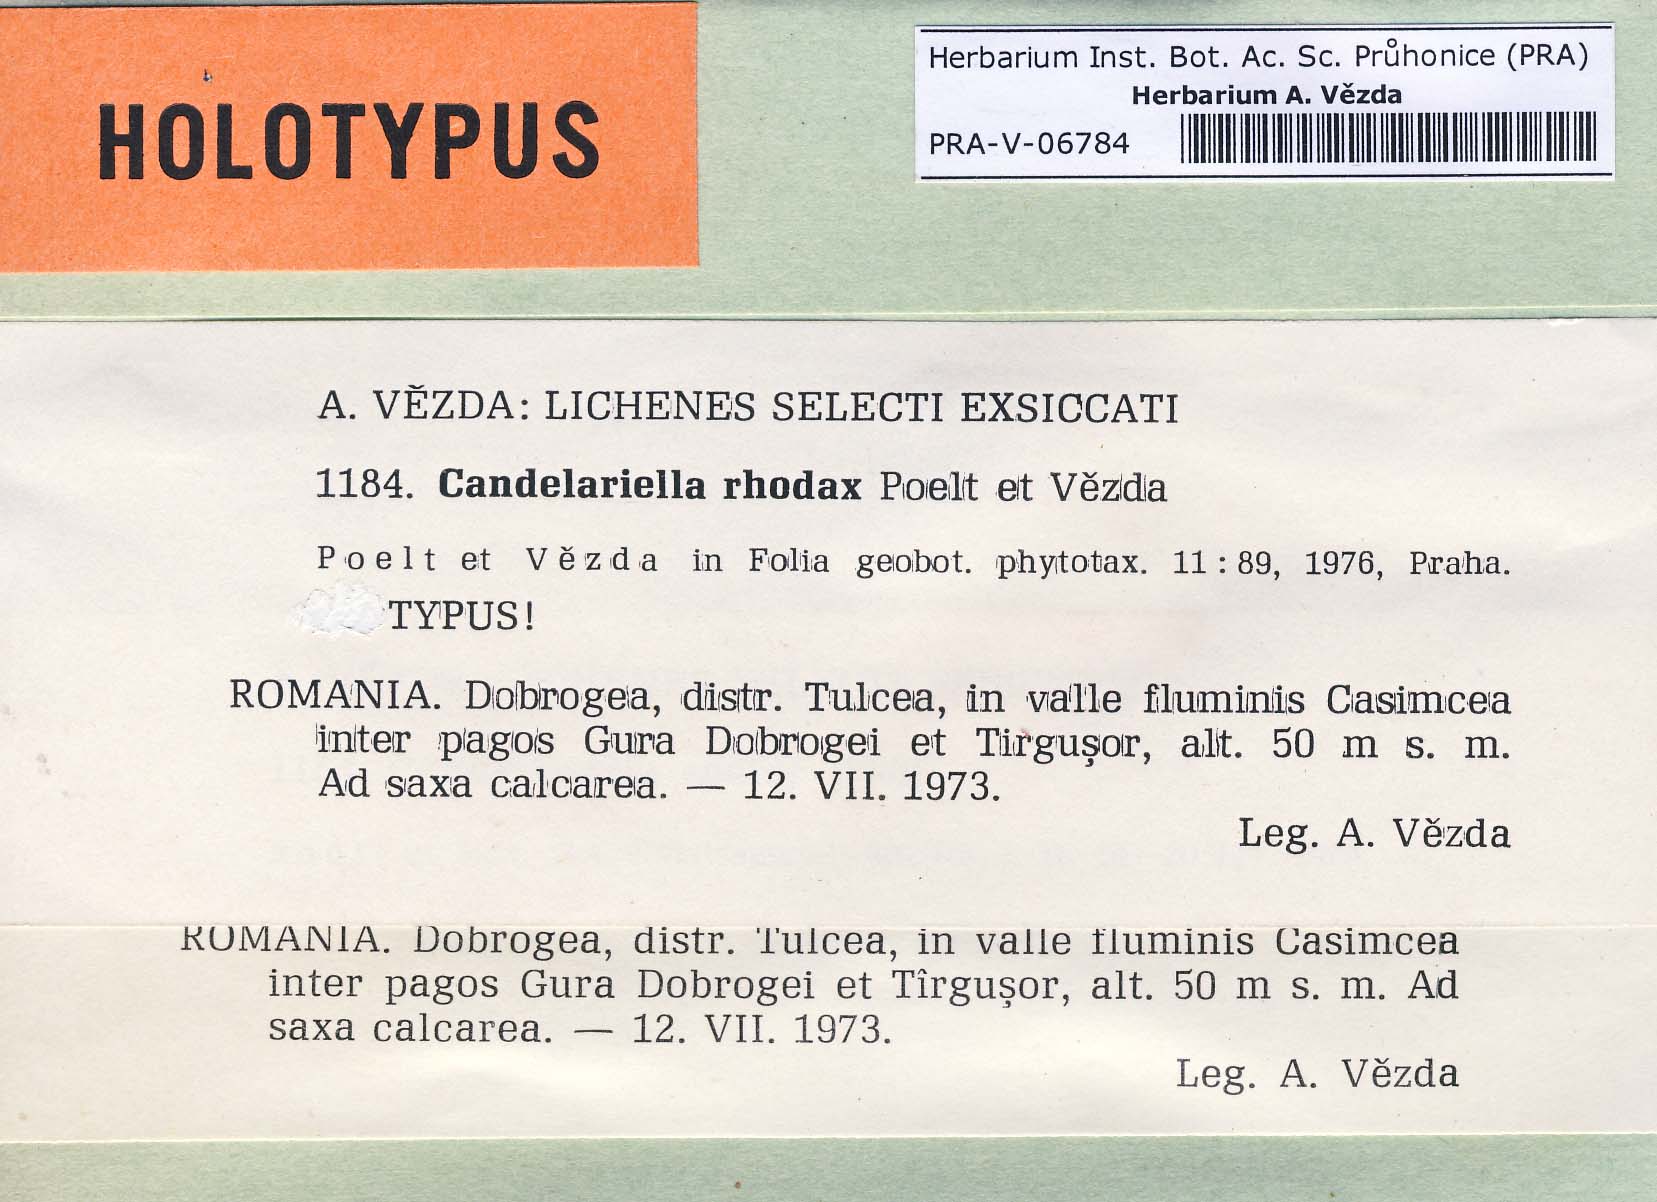 HOLOTYPUS
Herbarium Inst. Bot. Ac. Sc. Průhonice (PRA)
Herbarium A. Vězda
PRA-V-06784
A. VĚZDA: LICHENES SELECTI EXSICCATI
1184. Candelariella rhodax Poelt et Vězda
Poelt et Vězda in Folia geobot. phytotax. 11 : 89, 1976, Praha.
TYPUS!
ROMANIA. Dobrogea, distr. Tulcea, in valle fluminis Casimcea
inter pagos Gura Dobrogei et Tirgușor, alt. 50 m s. m.
Ad saxa calcarea. — 12. VII. 1973.
Leg. A. Vězda
ROMANIA. Dobrogea, distr. Tulcea, in valle fluminis Casimcea
inter pagos Gura Dobrogei et Tîrgușor, alt. 50 m s. m. Ad
saxa calcarea. — 12. VII. 1973.
Leg. A. Vězda